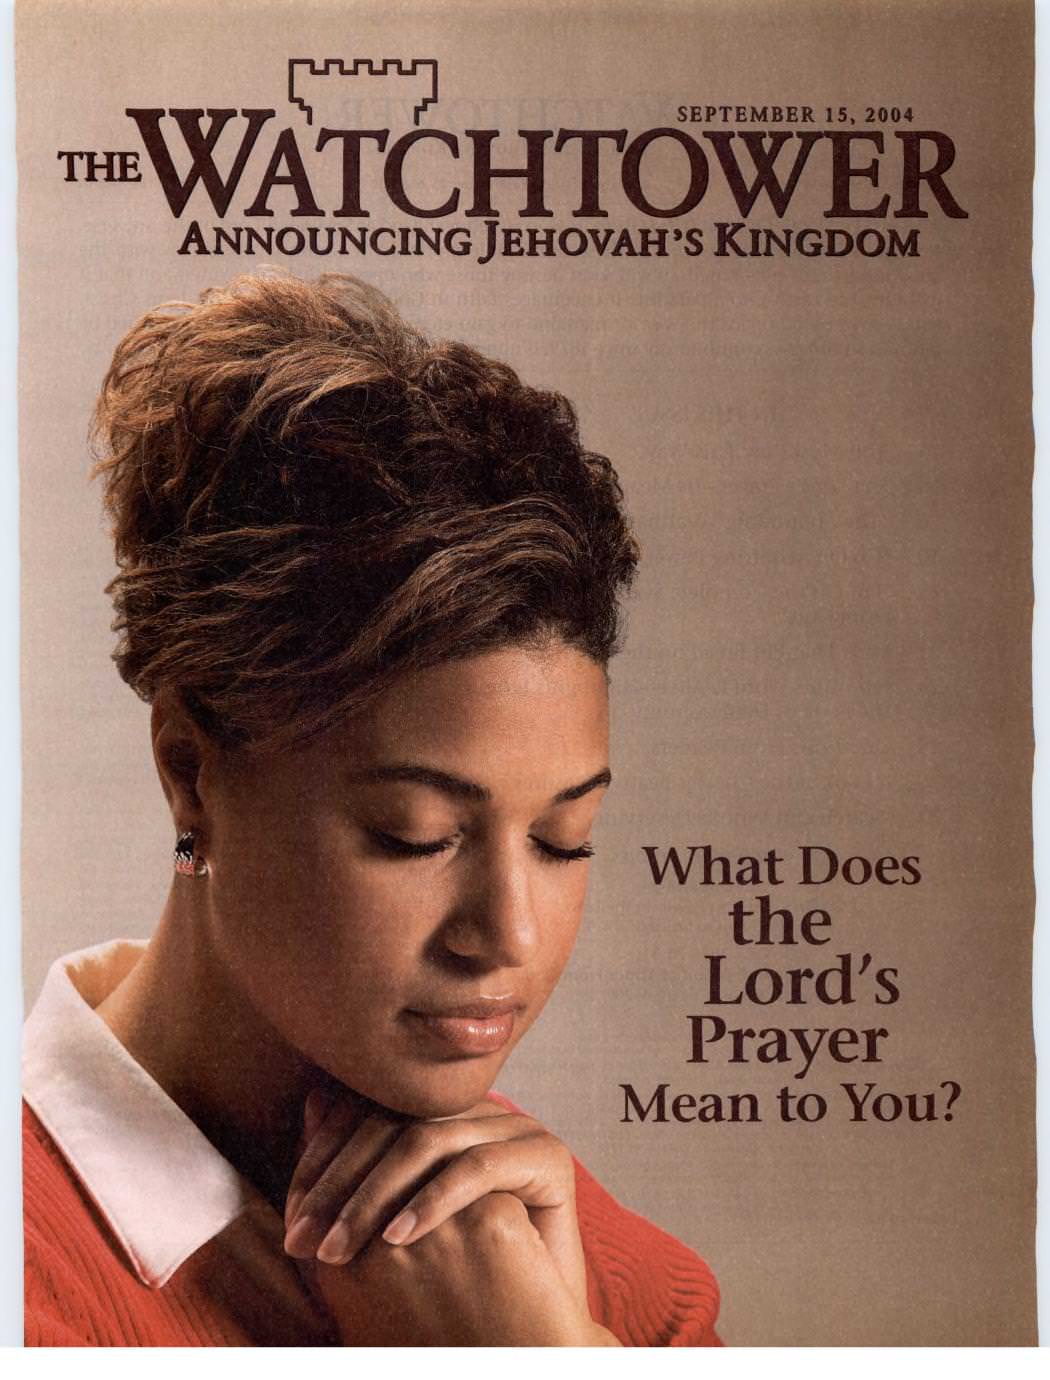 SEPTEMBER 15, 2004
THE WATCHTOWER
ANNOUNCING JEHOVAH'S KINGDOM
What Does
the
Lord's
Prayer
Mean to You?